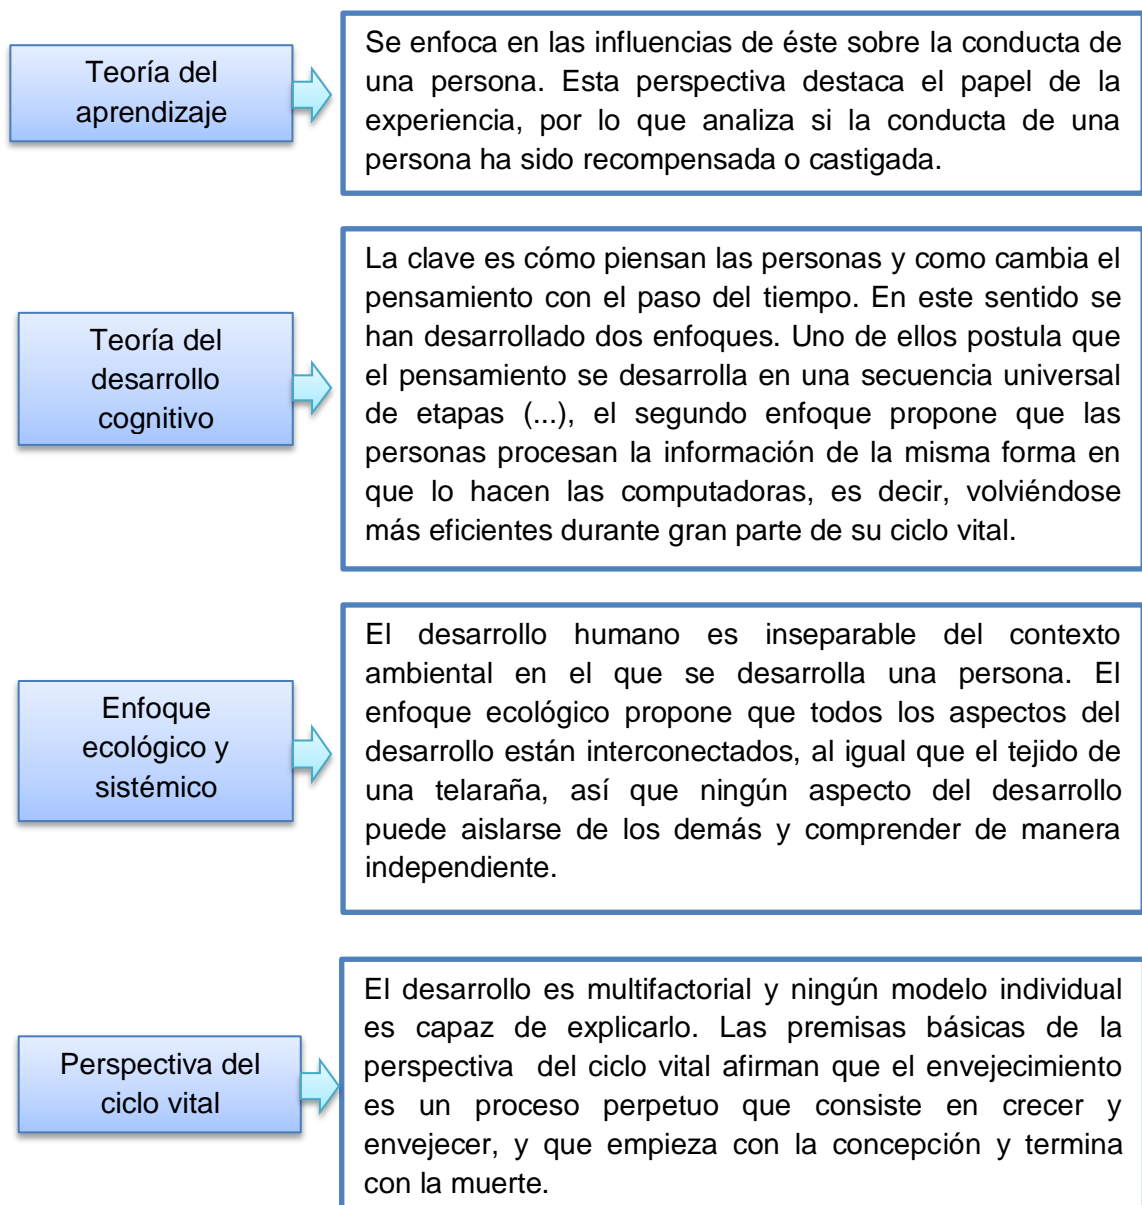 Teoría del
aprendizaje
Se enfoca en las influencias de éste sobre la conducta de
una persona. Esta perspectiva destaca el papel de la
experiencia, por lo que analiza si la conducta de una
persona ha sido recompensada o castigada.
Teoría del
desarrollo
cognitivo
La clave es cómo piensan las personas y como cambia el
pensamiento con el paso del tiempo. En este sentido se
han desarrollado dos enfoques. Uno de ellos postula que
el pensamiento se desarrolla en una secuencia universal
de etapas (...), el segundo enfoque propone que las
personas procesan la información de la misma forma en
que lo hacen las computadoras, es decir, volviéndose
más eficientes durante gran parte de su ciclo vital.
Enfoque
ecológico y
sistémico
El desarrollo humano es inseparable del contexto
ambiental en el que se desarrolla una persona. El
enfoque ecológico propone que todos los aspectos del
desarrollo están interconectados, al igual que el tejido de
una telaraña, así que ningún aspecto del desarrollo
puede aislarse de los demás y comprender de manera
independiente.
Perspectiva del
ciclo vital
El desarrollo es multifactorial y ningún modelo individual
es capaz de explicarlo. Las premisas básicas de la
perspectiva del ciclo vital afirman que el envejecimiento
es un proceso perpetuo que consiste en crecer y
envejecer, y que empieza con la concepción y termina
con la muerte.